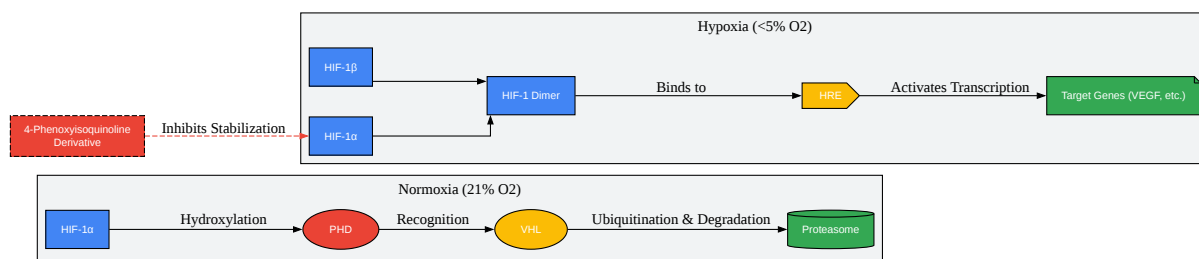 Hypoxia (<5% O2)
HIF-1β
HIF-1 Dimer
Binds to
HRE
Activates Transcription
Target Genes (VEGF, etc.)
4-Phenoxyisoquinoline
Derivative
Inhibits Stabilization
HIF-1α
Normoxia (21% O2)
HIF-1α
Hydroxylation
PHD
Recognition
VHL
Ubiquitination & Degradation
Proteasome